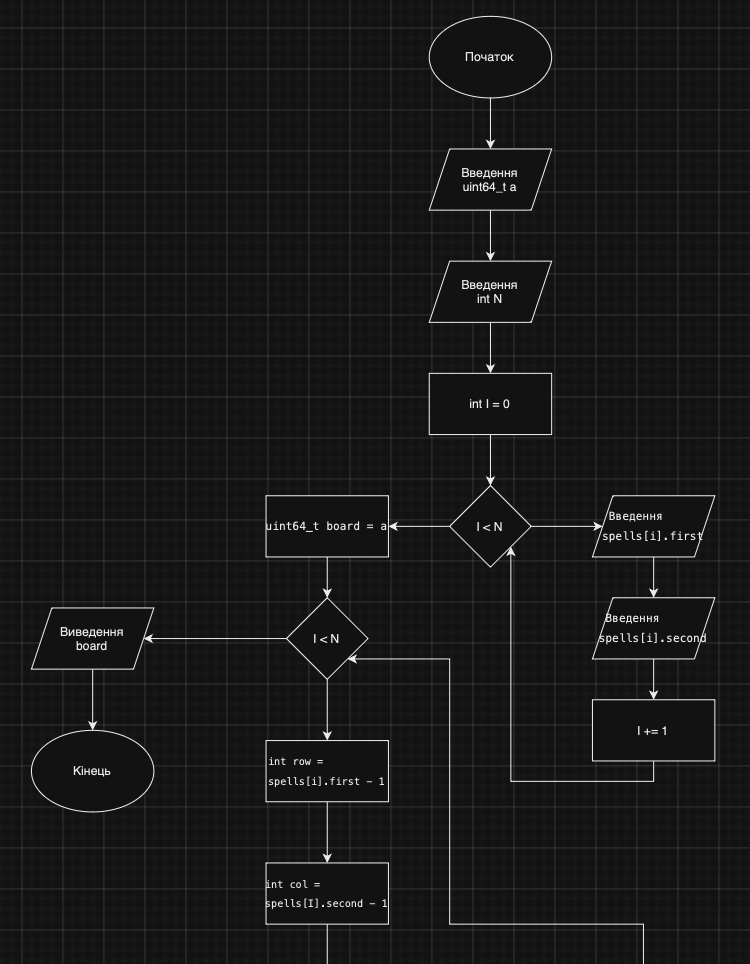 Початок
Введення
uint64_t a
Введення
int N
int I = 0
uint64_t board = a
I < N
Введення
spells[i].first
Виведення
board
I < N
Введення
spells[i].second
int row =
spells[i].first - 1
I += 1
Кінець
int col =
spells[I].second - 1